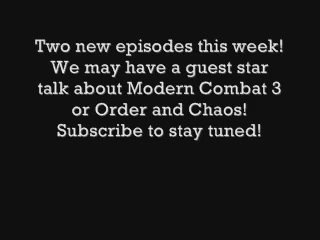 Two new episodes this week!
We may have a guest star
talk about Modern Combat 3
or Order and Chaos!
Subscribe to stay tuned!